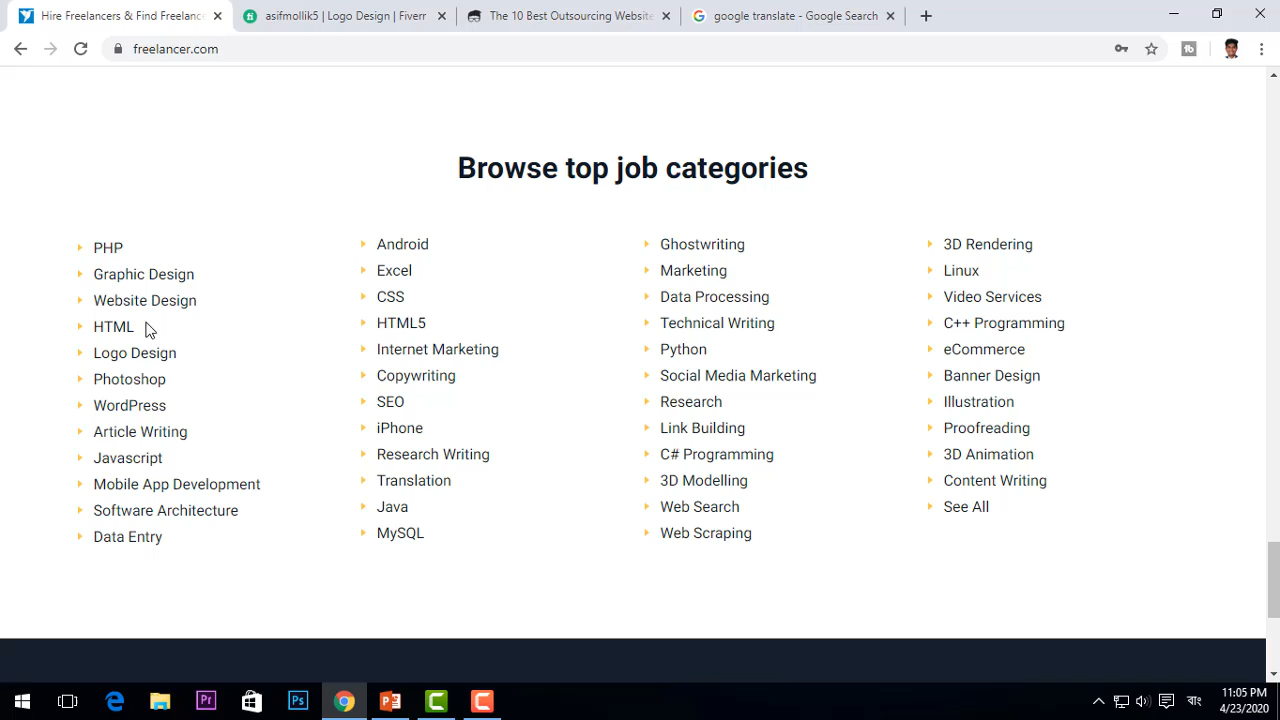 Hire Freelancers & Find Freelanc
asifmollik5 | Logo Design | Fiverr
The 10 Best Outsourcing Website
google translate - Google Search
freelancer.com
Browse top job categories
PHP
Graphic Design
Website Design
HTML
Logo Design
Photoshop
WordPress
Article Writing
Javascript
Mobile App Development
Software Architecture
Data Entry
Android
Excel
CSS
HTML5
Internet Marketing
Copywriting
SEO
iPhone
Research Writing
Translation
Java
MySQL
Ghostwriting
Marketing
Data Processing
Technical Writing
Python
Social Media Marketing
Research
Link Building
C# Programming
3D Modelling
Web Search
Web Scraping
3D Rendering
Linux
Video Services
C++ Programming
eCommerce
Banner Design
Illustration
Proofreading
3D Animation
Content Writing
See All
Pr
Ps
বাং
11:05 PM
4/23/2020